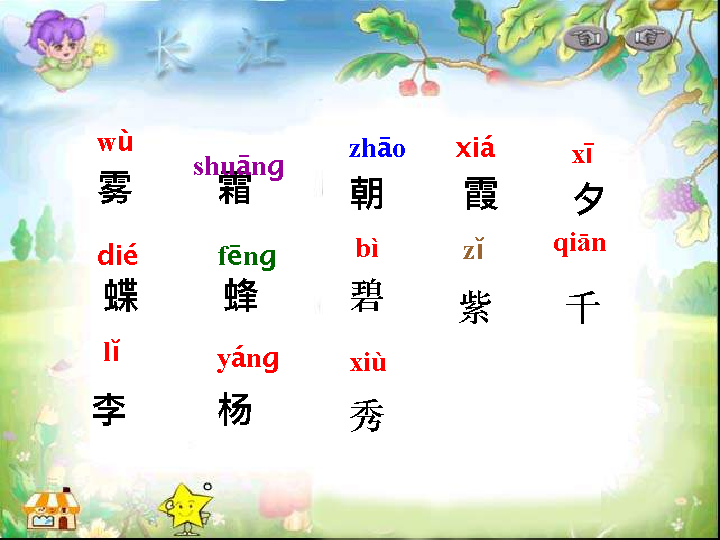 长 江
wù shuāng zhāo xiá xī
雾 霜 朝 霞 夕
dié fēng bì zǐ qiān
蝶 蜂 碧 紫 千
lǐ yáng xiù
李 杨 秀